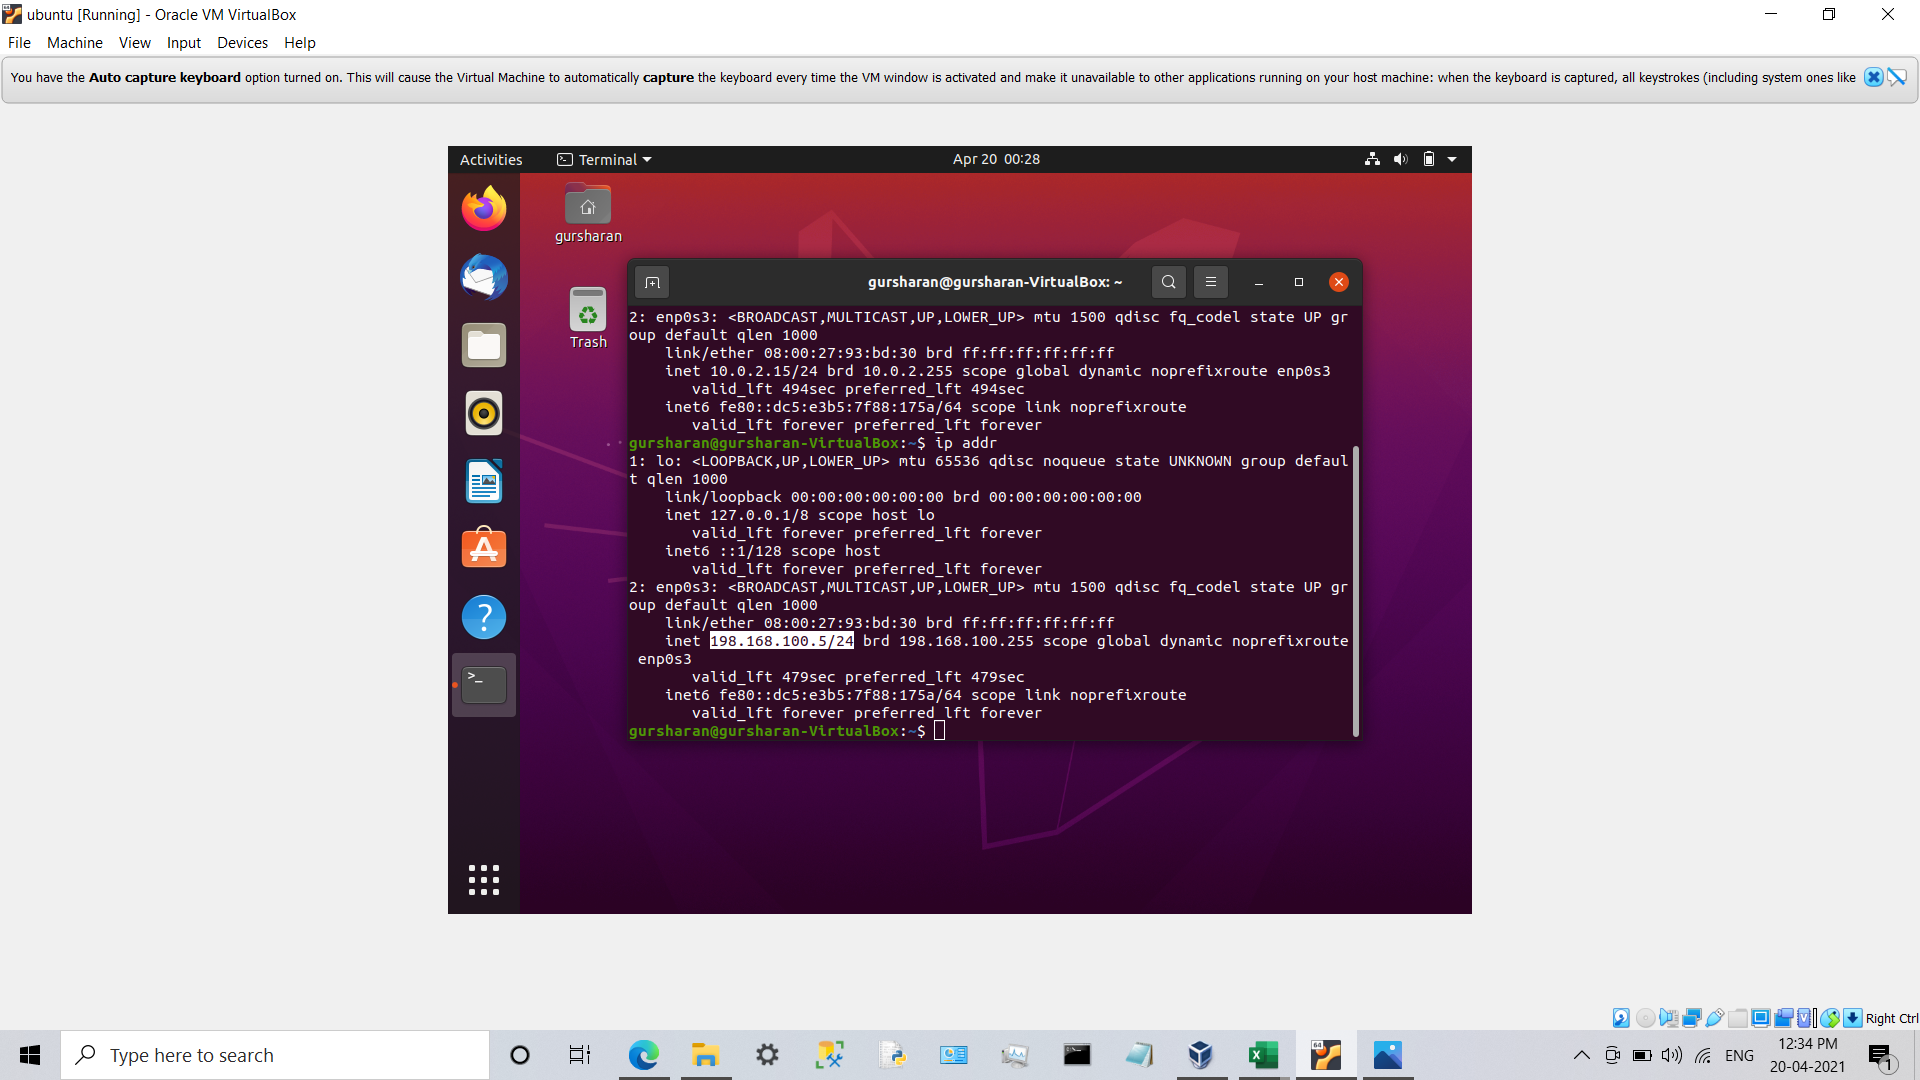 ubuntu [Running] - Oracle VM VirtualBox
File Machine View Input Devices Help
You have the Auto capture keyboard option turned on. This will cause the Virtual Machine to automatically capture the keyboard every time the VM window is activated and make it unavailable to other applications running on your host machine: when the keyboard is captured, all keystrokes (including system ones like
Activities Terminal Apr 20 00:28
gursharan
Trash
gursharan@gursharan-VirtualBox: ~
2: enp0s3: <BROADCAST,MULTICAST,UP,LOWER_UP> mtu 1500 qdisc fq_codel state UP gr
oup default qlen 1000
link/ether 08:00:27:93:bd:30 brd ff:ff:ff:ff:ff:ff
inet 10.0.2.15/24 brd 10.0.2.255 scope global dynamic noprefixroute enp0s3
valid_lft 494sec preferred_lft 494sec
inet6 fe80::dc5:e3b5:7f88:175a/64 scope link noprefixroute
valid_lft forever preferred_lft forever
gursharan@gursharan-VirtualBox:~$ ip addr
1: lo: <LOOPBACK,UP,LOWER_UP> mtu 65536 qdisc noqueue state UNKNOWN group defaul
t qlen 1000
link/loopback 00:00:00:00:00:00 brd 00:00:00:00:00:00
inet 127.0.0.1/8 scope host lo
valid_lft forever preferred_lft forever
inet6 ::1/128 scope host
valid_lft forever preferred_lft forever
2: enp0s3: <BROADCAST,MULTICAST,UP,LOWER_UP> mtu 1500 qdisc fq_codel state UP gr
oup default qlen 1000
link/ether 08:00:27:93:bd:30 brd ff:ff:ff:ff:ff:ff
inet 198.168.100.5/24 brd 198.168.100.255 scope global dynamic noprefixroute
enp0s3
valid_lft 479sec preferred_lft 479sec
inet6 fe80::dc5:e3b5:7f88:175a/64 scope link noprefixroute
valid_lft forever preferred_lft forever
gursharan@gursharan-VirtualBox:~$
Right Ctrl
Type here to search
ENG
12:34 PM
20-04-2021
1